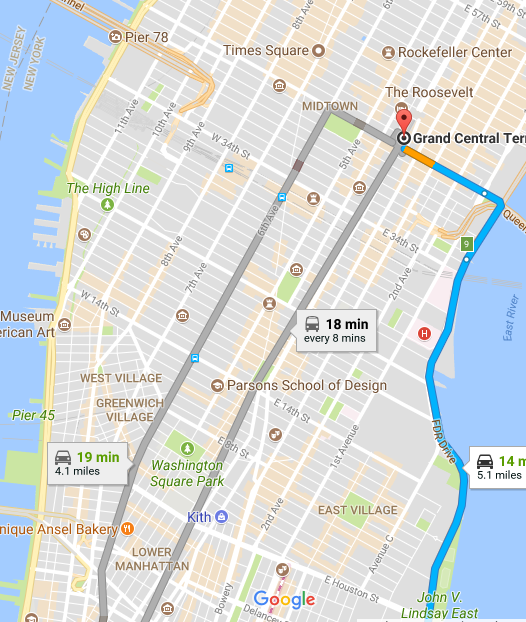 Pier 78
NEW JERSEY
NEW YORK
E 59th St
E 57th St
Times Square
Rockefeller Center
The Roosevelt
MIDTOWN
11th Ave
10th Ave
9th Ave
W 34th St
5th Ave
Grand Central Ter
The High Line
6th Ave
Queen
8th Ave
E 34th St
9
7th Ave
2nd Ave
East River
W 14th St
Museum
erican Art
18 min
every 8 mins
H
WEST VILLAGE
Parsons School of Design
GREENWICH
VILLAGE
Pier 45
E 14th St
FDR Drive
19 min
4.1 miles
E 8th St
1st Avenue
14 m
5.1 miles
Washington
Square Park
2nd Ave
Kith
EAST VILLAGE
nique Ansel Bakery
Avenue C
LOWER
MANHATTAN
E Houston St
Bowery
Google
Delancey
John V.
Lindsay East